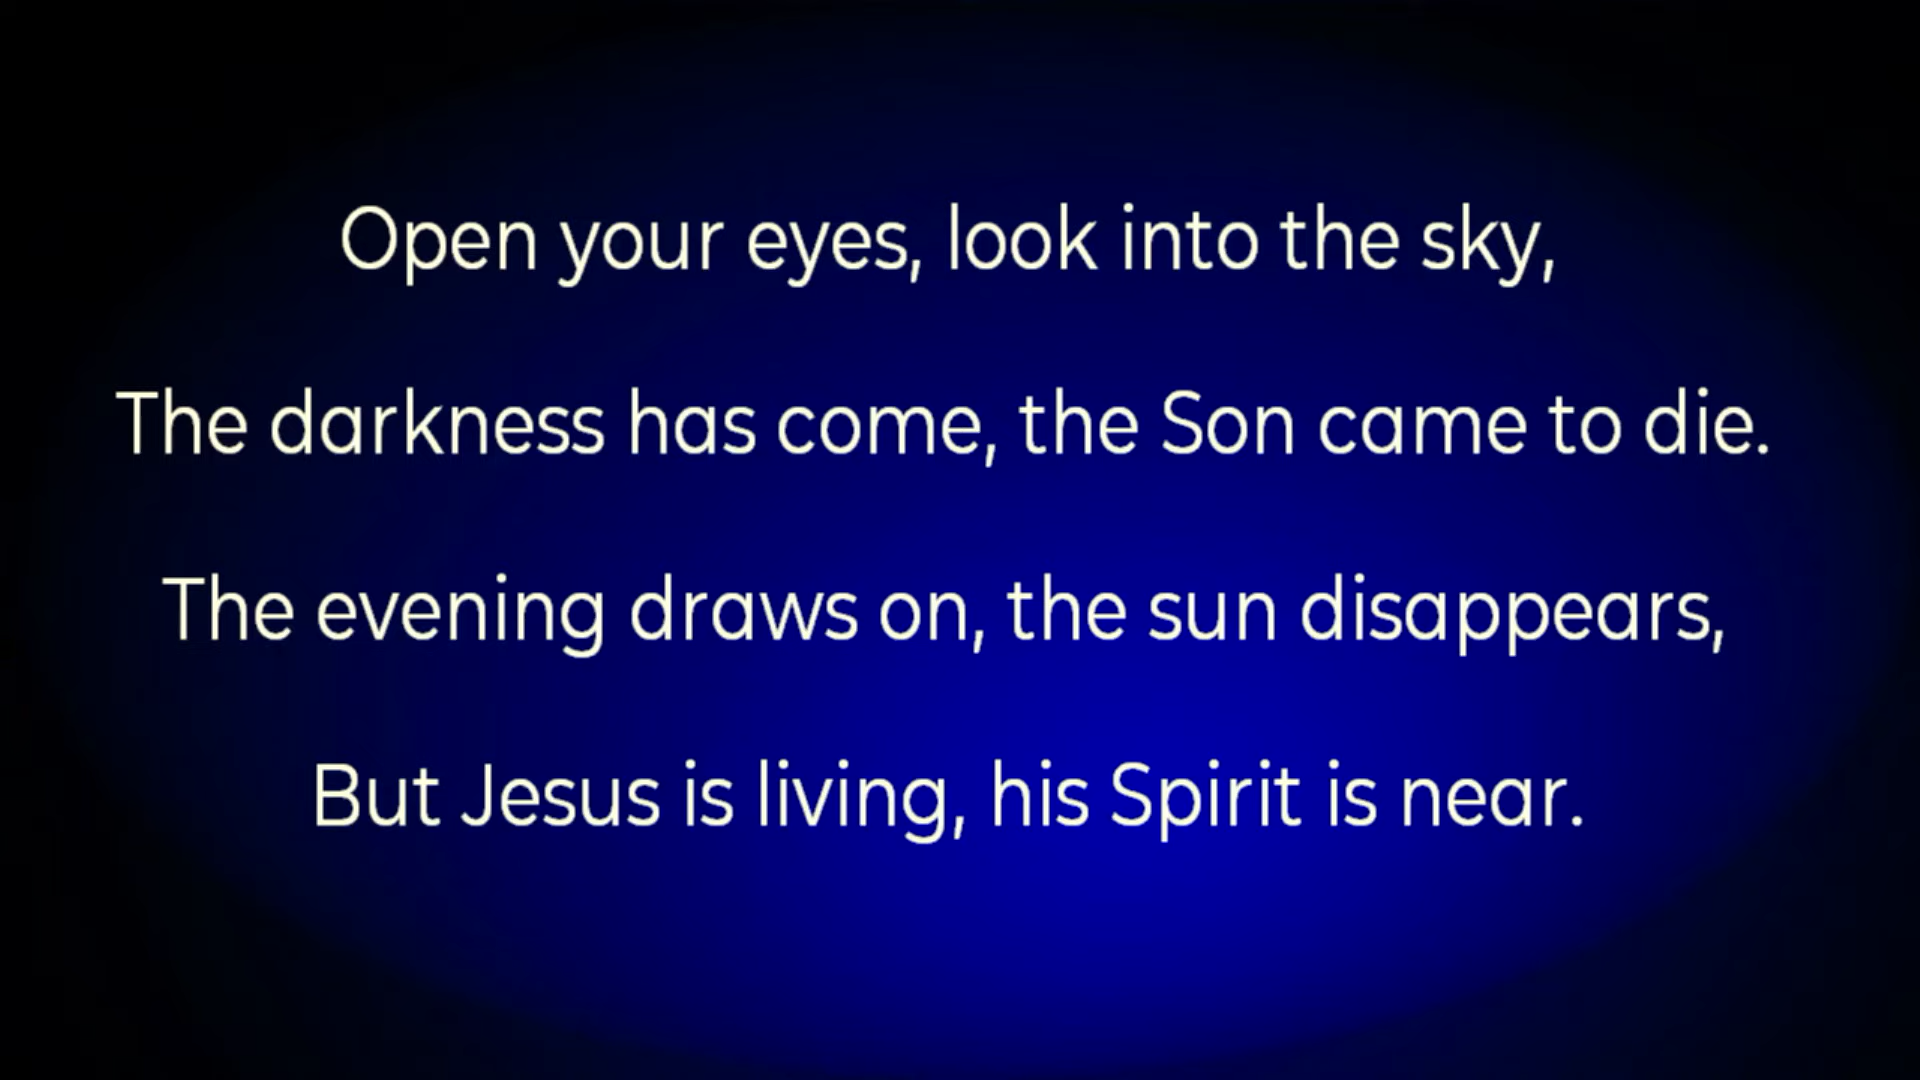 Open your eyes, look into the sky,
The darkness has come, the Son came to die.
The evening draws on, the sun disappears,
But Jesus is living, his Spirit is near.